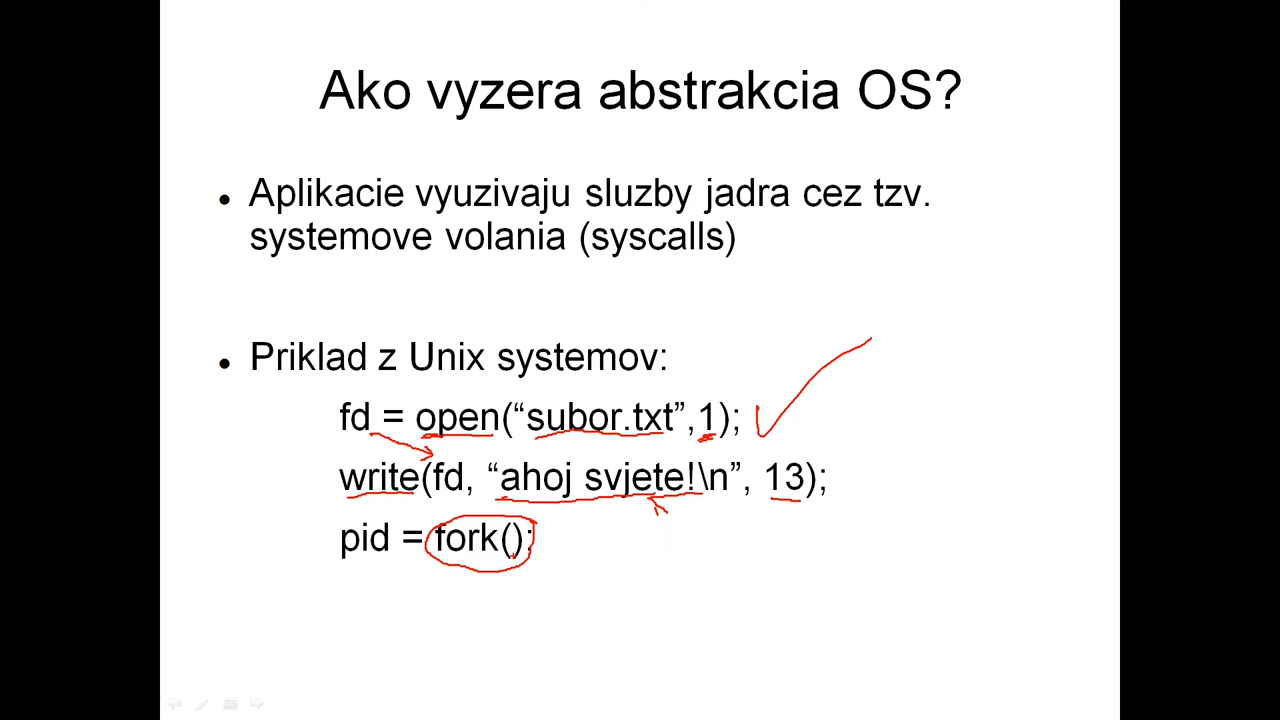 Ako vyzera abstrakcia OS?
• Aplikacie vyuzivaju sluzby jadra cez tzv.
systemove volania (syscalls)
• Priklad z Unix systemov:
fd = open(“subor.txt”,1);
write(fd, “ahoj svjete!\n”, 13);
pid = fork();